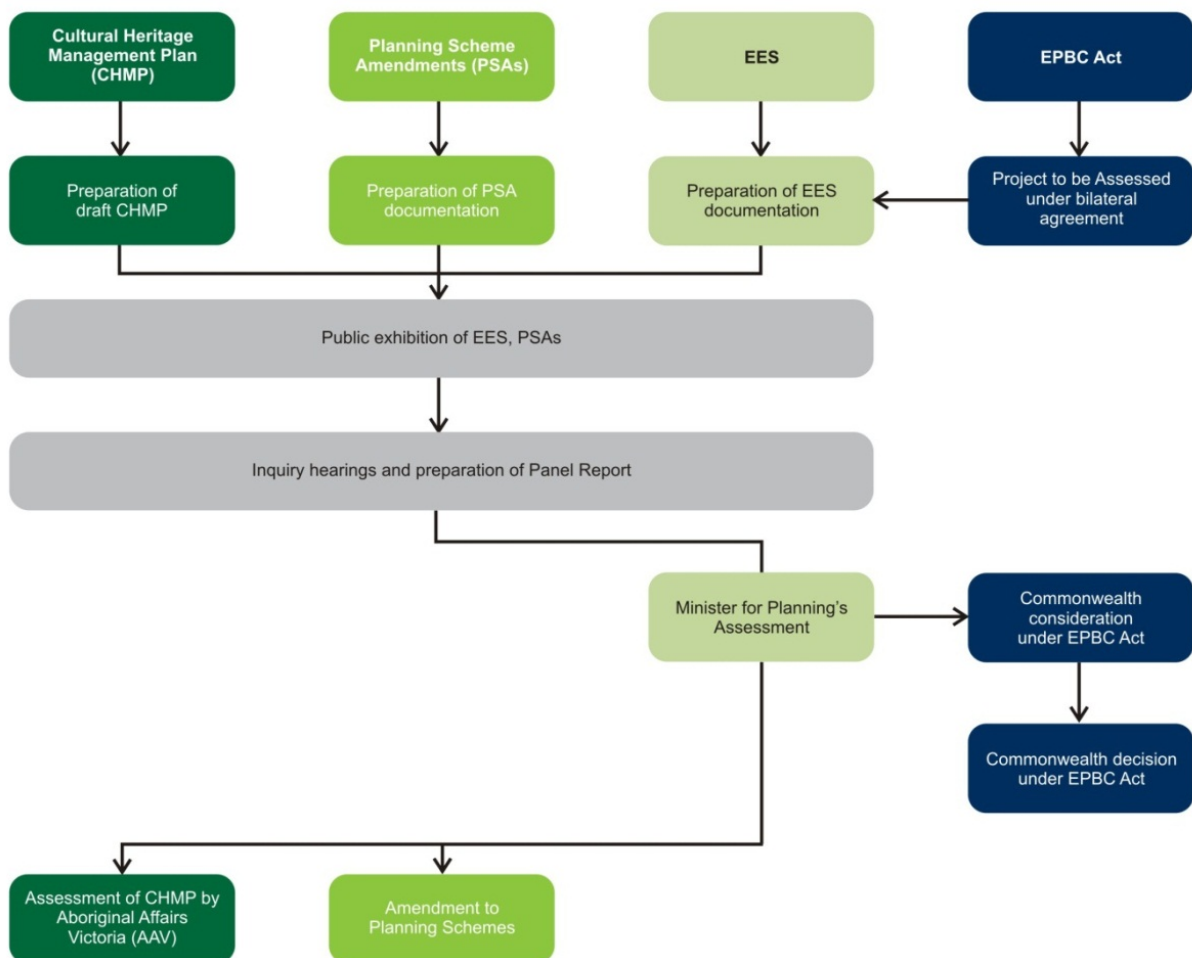 Cultural Heritage
Management Plan
(CHMP)
Planning Scheme
Amendments (PSAs)
EES
EPBC Act
Preparation of
draft CHMP
Preparation of PSA
documentation
Preparation of EES
documentation
Project to be Assessed
under bilateral
agreement
Public exhibition of EES, PSAs
Inquiry hearings and preparation of Panel Report
Minister for Planning's
Assessment
Commonwealth
consideration
under EPBC Act
Commonwealth decision
under EPBC Act
Assessment of CHMP by
Aboriginal Affairs
Victoria (AAV)
Amendment to
Planning Schemes